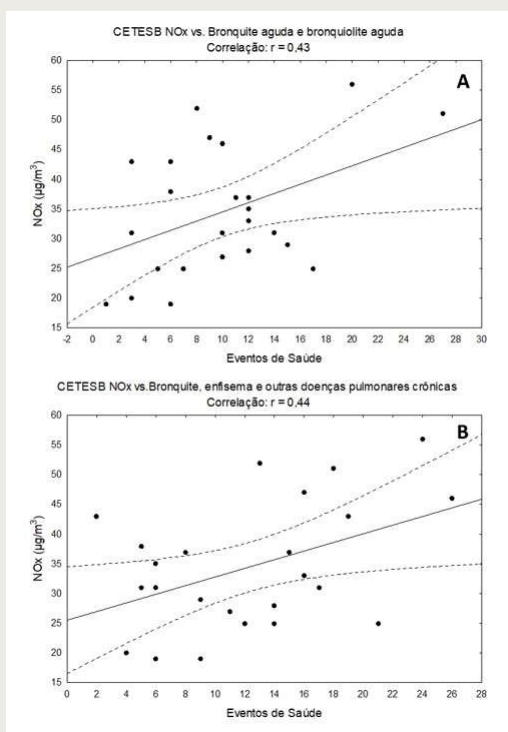 CETESB NOx vs. Bronquite aguda e bronquiolite aguda
Correlação: r = 0,43
A
NOx (µg/m³)
60
55
50
45
40
35
30
25
20
15
-2 0 2 4 6 8 10 12 14 16 18 20 22 24 26 28 30
Eventos de Saúde
CETESB NOx vs.Bronquite, enfisema e outras doenças pulmonares crônicas
Correlação: r = 0,44
B
NOx (µg/m³)
60
55
50
45
40
35
30
25
20
15
0 2 4 6 8 10 12 14 16 18 20 22 24 26 28
Eventos de Saúde